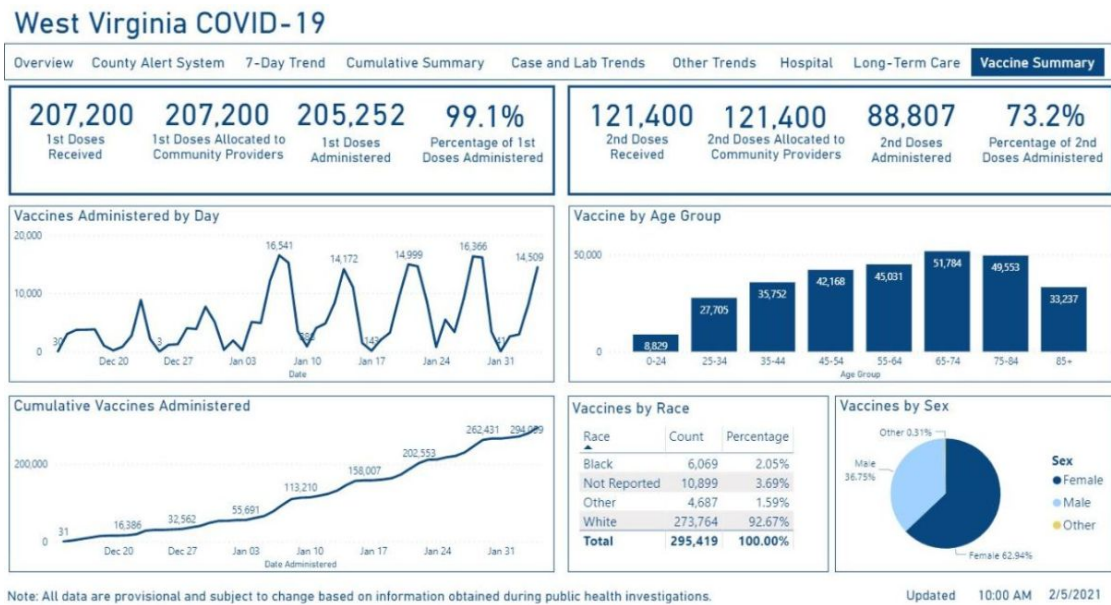 West Virginia COVID-19
Overview County Alert System 7-Day Trend Cumulative Summary Case and Lab Trends Other Trends Hospital Long-Term Care Vaccine Summary
207,200
1st Doses
Received
207,200
1st Doses Allocated to
Community Providers
205,252
1st Doses
Administered
99.1%
Percentage of 1st
Doses Administered
121,400
2nd Doses
Received
121,400
2nd Doses Allocated to
Community Providers
88,807
2nd Doses
Administered
73.2%
Percentage of 2nd
Doses Administered
Vaccines Administered by Day
20,000
16,541 14,172 14,999 16,366 14,509
10,000
0
Dec 20 Dec 27 Jan 03 Jan 10 Jan 17 Jan 24 Jan 31
Date
Vaccine by Age Group
50,000
8,829 27,705 35,752 42,168 45,031 51,784 49,553 33,237
0
0-24 25-34 35-44 45-54 55-64 65-74 75-84 85+
Age Group
Cumulative Vaccines Administered
200,000
31 16,386 32,562 55,691 113,210 158,007 202,553 262,431
0
Dec 20 Dec 27 Jan 03 Jan 10 Jan 17 Jan 24 Jan 31
Date Administered
Vaccines by Race
Race Count Percentage
Black 6,069 2.05%
Not Reported 10,899 3.69%
Other 4,687 1.59%
White 273,764 92.67%
Total 295,419 100.00%
Vaccines by Sex
Other 0.31%
Male
36.75%
Female 62.94%
Sex
Female
Male
Other
Note: All data are provisional and subject to change based on information obtained during public health investigations.
Updated 10:00 AM 2/5/2021